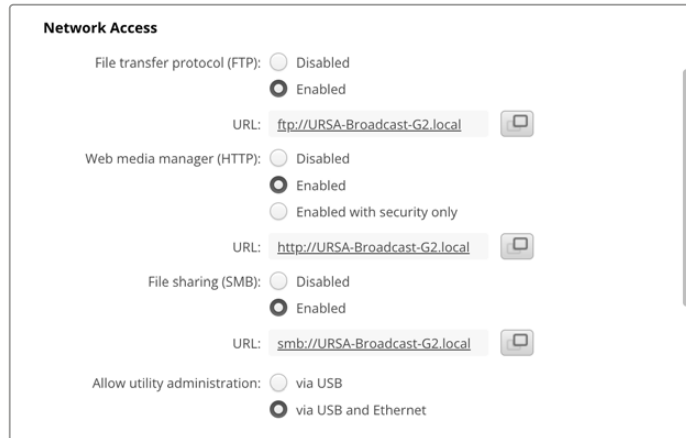 Network Access
File transfer protocol (FTP): Disabled
Enabled
URL: ftp://URSA-Broadcast-G2.local
Web media manager (HTTP): Disabled
Enabled
Enabled with security only
URL: http://URSA-Broadcast-G2.local
File sharing (SMB): Disabled
Enabled
URL: smb://URSA-Broadcast-G2.local
Allow utility administration: via USB
via USB and Ethernet